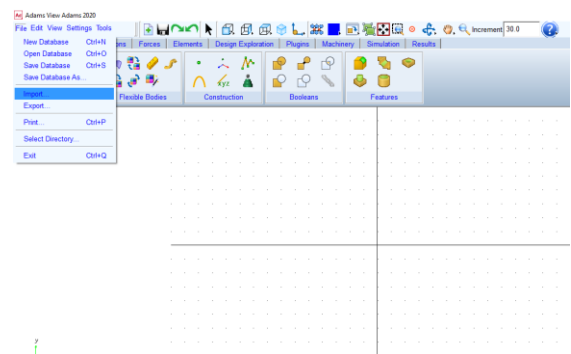 Adams View Adams 2020
File Edit View Settings Tools
Increment 30.0
New Database Ctrl+N
Forces Elements Design Exploration Plugins Machinery Simulation Results
Open Database Ctrl+O
Save Database Ctrl+S
Save Database As...
Import...
Flexible Bodies Construction Booleans Features
Export...
Print... Ctrl+P
Select Directory...
Exit Ctrl+Q
y